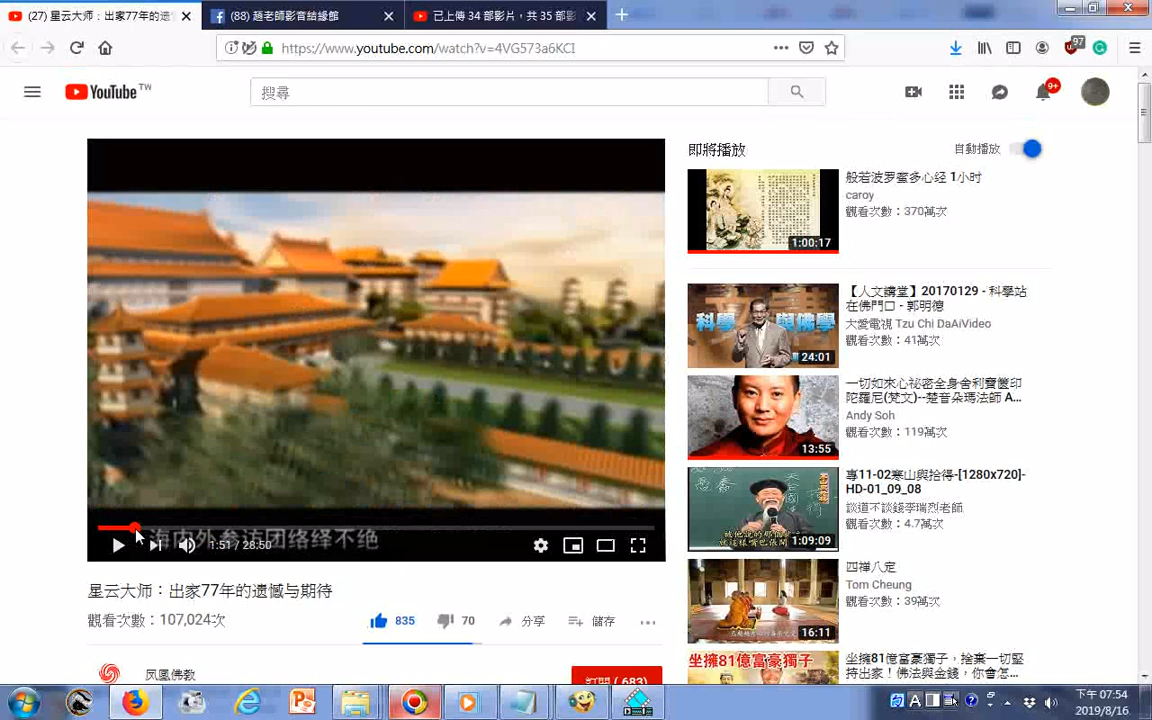 (27) 星云大师：出家77年的遗
(88) 趙老師影音結緣館
已上傳 34 部影片，共 35 部影
https://www.youtube.com/watch?v=4VG573a6KCI
97
YouTube TW
搜尋
9+
即將播放
自動播放
般若波罗蜜多心经 1小时
caroy
觀看次數：370萬次
1:00:17
【人文講堂】20170129 - 科學站
在佛門口 - 郭明德
大愛電視 Tzu Chi DaAiVideo
觀看次數：41萬次
科學 與佛學
24:01
一切如來心祕密全身舍利寶篋印
陀羅尼(梵文)--楚音朵瑪法師 A...
Andy Soh
觀看次數：119萬次
13:55
專11-02寒山與拾得-[1280x720]-
HD-01_09_08
談道不談錢李瑞烈老師
觀看次數：4.7萬次
1:09:09
四禪八定
Tom Cheung
觀看次數：39萬次
16:11
坐擁81億富豪獨子
坐擁81億富豪獨子，捨棄一切
持出家！佛法與金錢，你會怎...
海内外参访团络绎不绝
1:51 / 28:50
星云大师：出家77年的遗憾与期待
觀看次數：107,024次
835
70
分享
儲存
凤凰佛教
訂閱 (683)
下午 07:54
2019/8/16